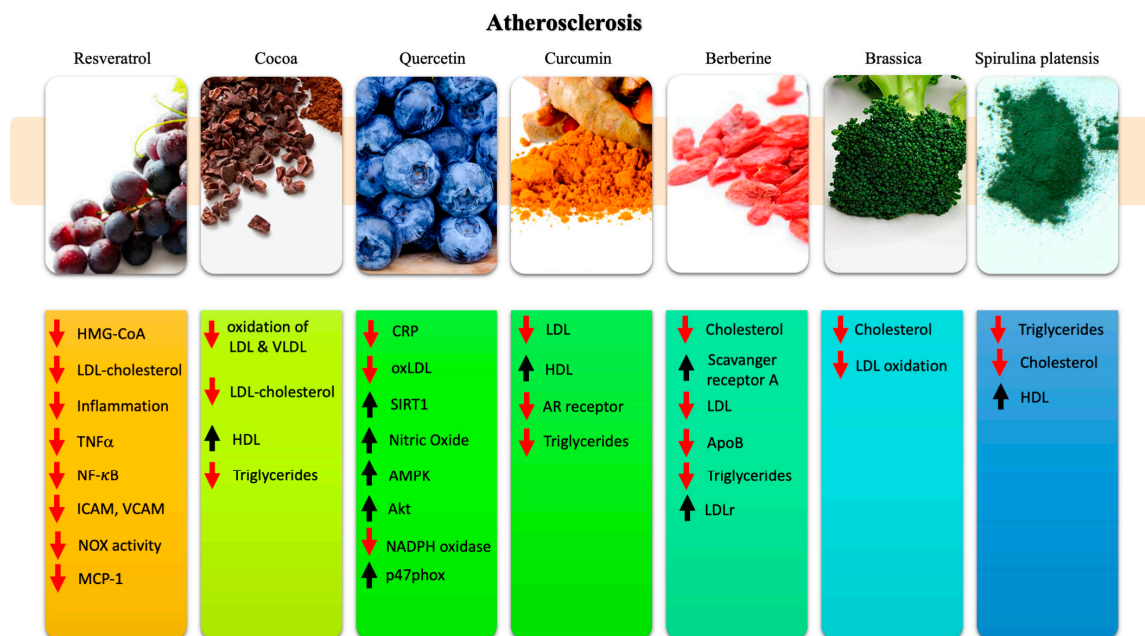 Atherosclerosis
Resveratrol
Cocoa
Quercetin
Curcumin
Berberine
Brassica
Spirulina platensis
HMG-CoA
LDL-cholesterol
Inflammation
TNFα
NF-κB
ICAM, VCAM
NOX activity
MCP-1
oxidation of
LDL & VLDL
LDL-cholesterol
HDL
Triglycerides
CRP
oxLDL
SIRT1
Nitric Oxide
AMPK
Akt
NADPH oxidase
p47phox
LDL
HDL
AR receptor
Triglycerides
Cholesterol
Scavanger
receptor A
LDL
ApoB
Triglycerides
LDLr
Cholesterol
LDL oxidation
Triglycerides
Cholesterol
HDL